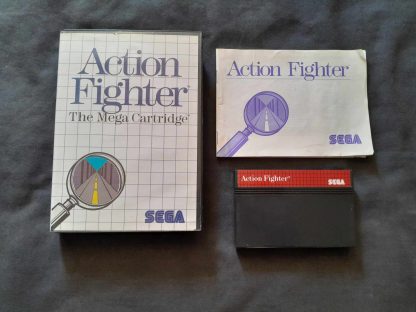 Action
Fighter
The Mega Cartridge
SEGA
Action Fighter
SEGA
Action Fighter
SEGA